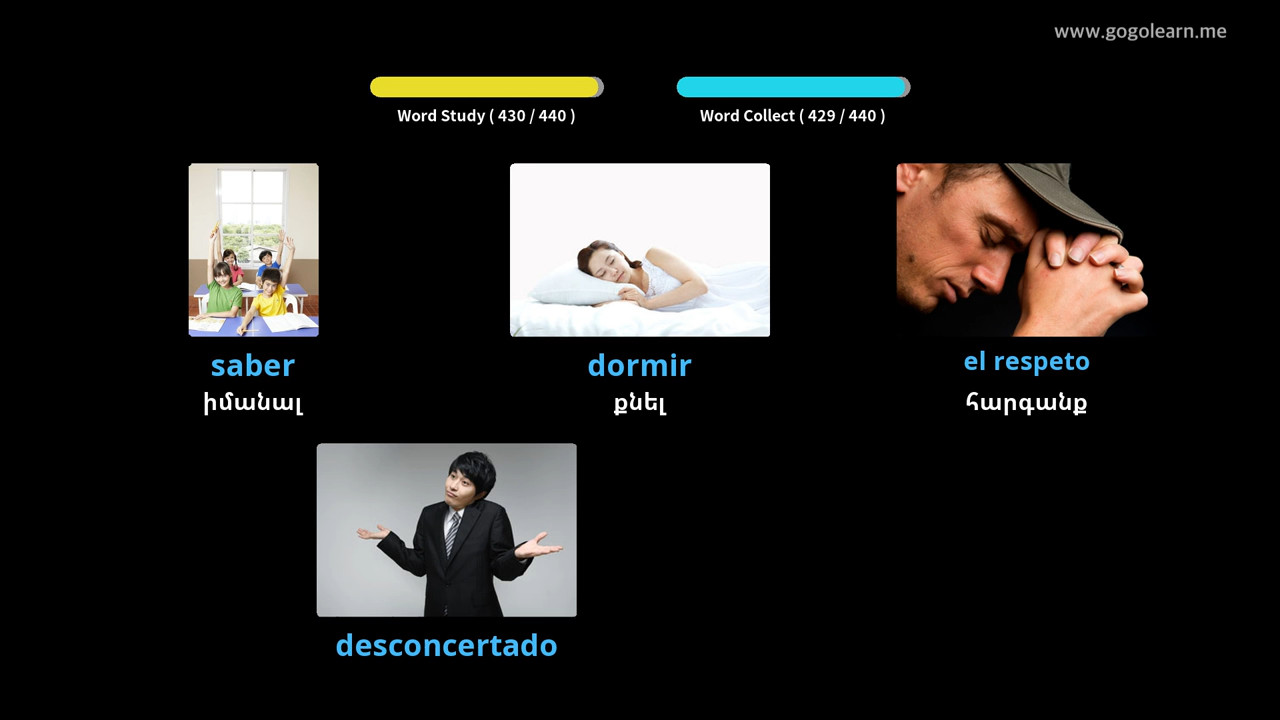 www.gogolearn.me
Word Study ( 430 / 440 )
Word Collect ( 429 / 440 )
saber
dormir
el respeto
իմանալ
քնել
հարգանք
desconcertado